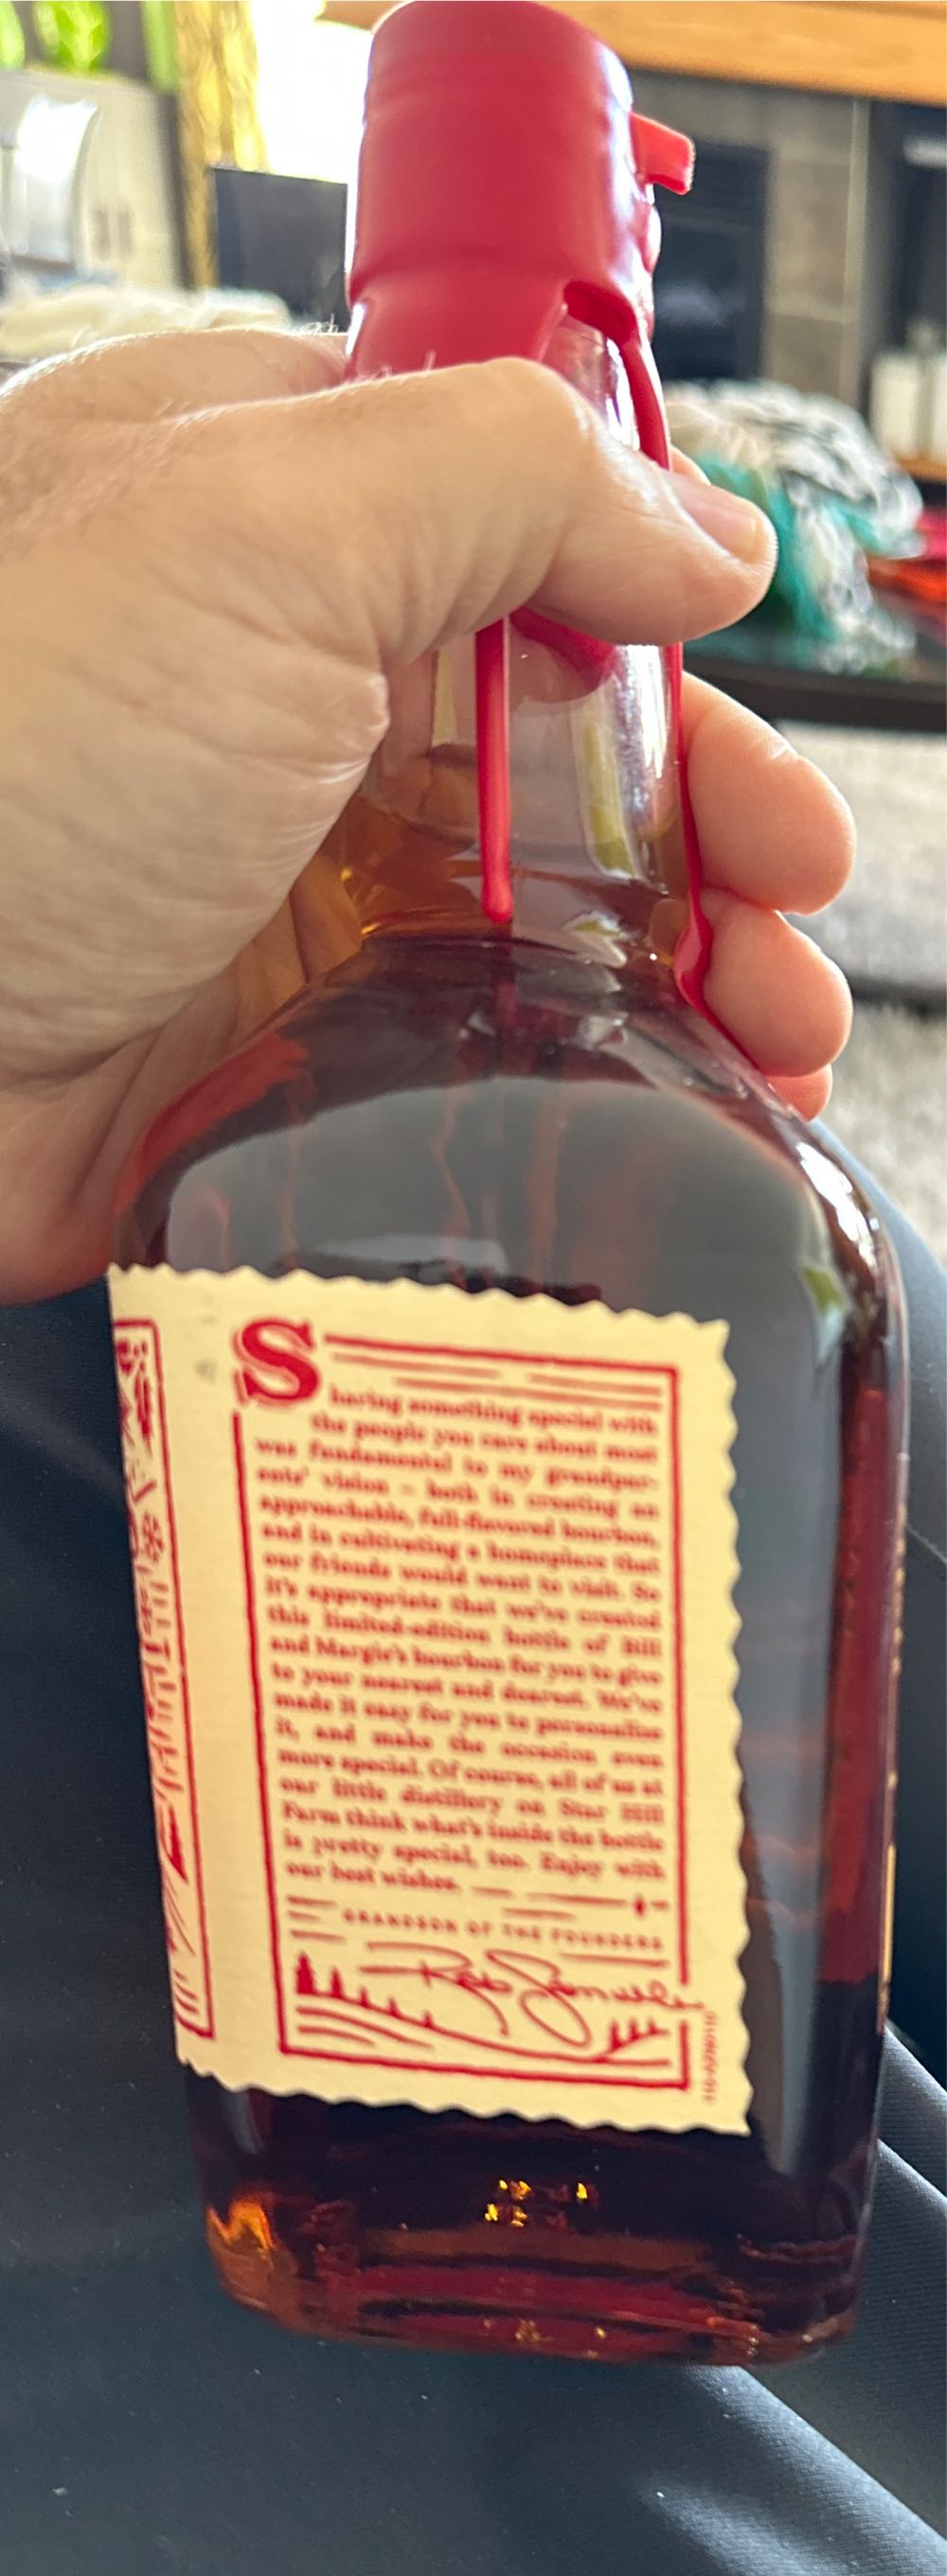 Sharing something special with
the people you care about most
was fundamental to my grandpar-
ents' vision – both in creating an
approachable, full-flavored bourbon,
and in cultivating a homeplace that
our friends would want to visit. So
it's appropriate that we've created
this limited-edition bottle of Bill
and Margie's bourbon for you to give
to your nearest and dearest. We've
made it easy for you to personalize
it, and make the occasion even
more special. Of course, all of us at
our little distillery on Star Hill
Farm think what's inside the bottle
is pretty special, too. Enjoy with
our best wishes.
GRANDSON OF THE FOUNDERS
Rob Samuels